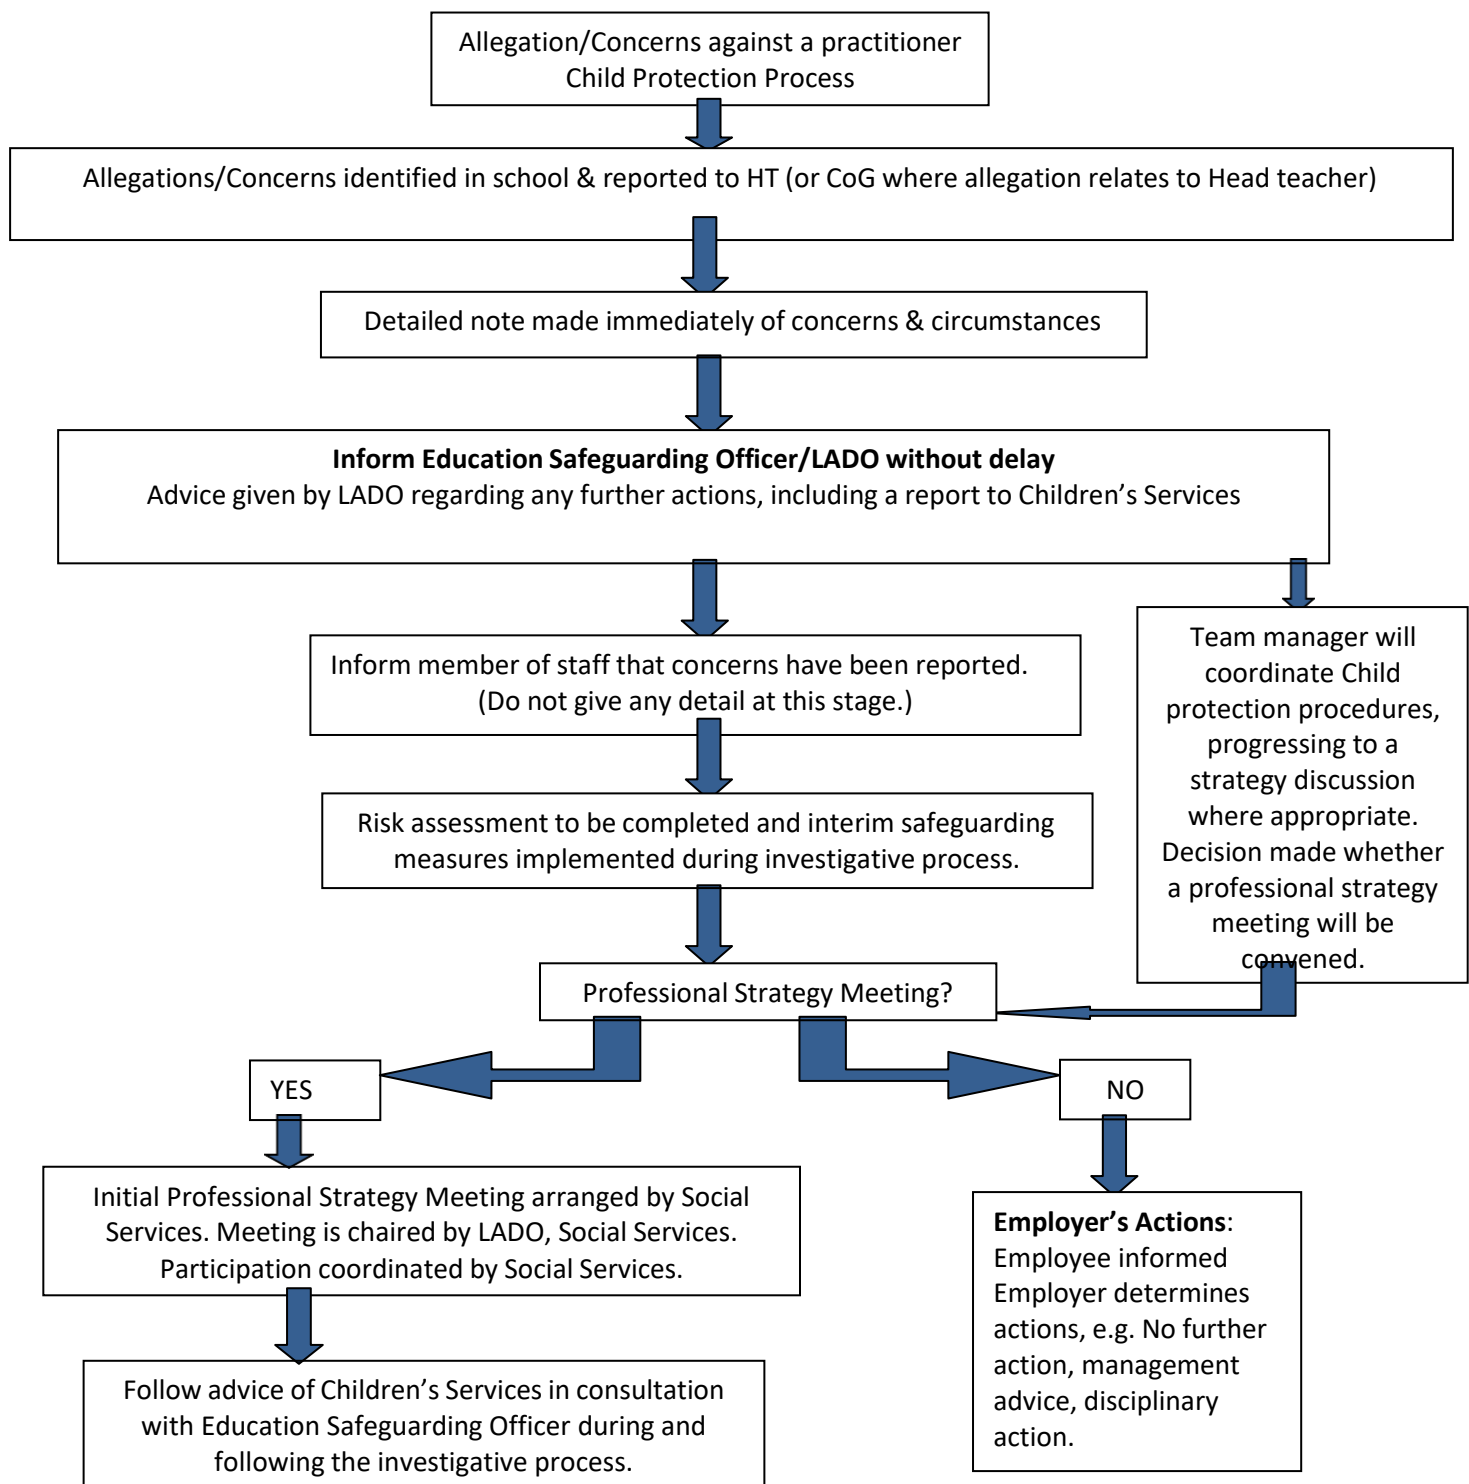 Allegation/Concerns against a practitioner
Child Protection Process
Allegations/Concerns identified in school & reported to HT (or CoG where allegation relates to Head teacher)
Detailed note made immediately of concerns & circumstances
Inform Education Safeguarding Officer/LADO without delay
Advice given by LADO regarding any further actions, including a report to Children’s Services
Inform member of staff that concerns have been reported.
(Do not give any detail at this stage.)
Team manager will
coordinate Child
protection procedures,
progressing to a
strategy discussion
where appropriate.
Decision made whether
a professional strategy
meeting will be
convened.
Risk assessment to be completed and interim safeguarding
measures implemented during investigative process.
Professional Strategy Meeting?
YES
NO
Initial Professional Strategy Meeting arranged by Social
Services. Meeting is chaired by LADO, Social Services.
Participation coordinated by Social Services.
Employer’s Actions:
Employee informed
Employer determines
actions, e.g. No further
action, management
advice, disciplinary
action.
Follow advice of Children’s Services in consultation
with Education Safeguarding Officer during and
following the investigative process.